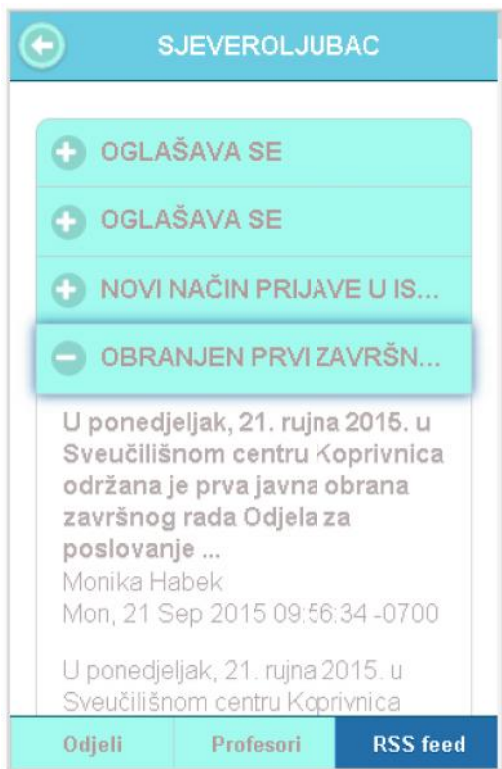 SJEVEROLJUBAC
OGLAŠAVA SE
OGLAŠAVA SE
NOVI NAČIN PRIJAVE U IS...
OBRANJEN PRVI ZAVRŠN...
U ponedjeljak, 21. rujna 2015. u
Sveučilišnom centru Koprivnica
održana je prva javna obrana
završnog rada Odjela za
poslovanje ...
Monika Habek
Mon, 21 Sep 2015 09:56:34 -0700
U ponedjeljak, 21. rujna 2015. u
Sveučilišnom centru Koprivnica
Odjeli
Profesori
RSS feed